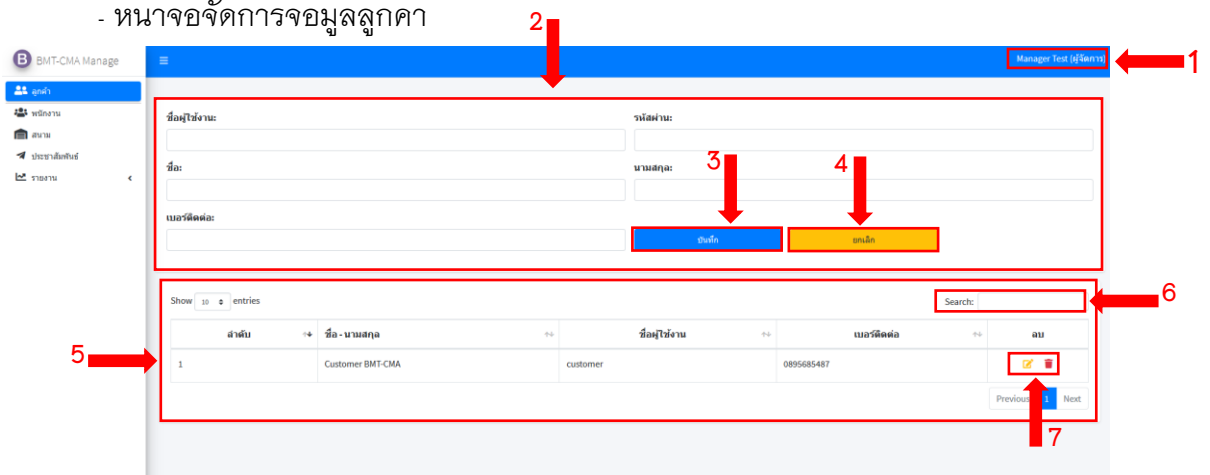 - หน้าจอจัดการจอมูลลูกคา
2
BMT-CMA Manage
Manager Test (ผู้จัดการ)
1
ลูกค้า
พนักงาน
สนาม
ประชาสัมพันธ์
รายงาน
ชื่อผู้ใช้งาน:
รหัสผ่าน:
ชื่อ:
นามสกุล:
3
4
เบอร์ติดต่อ:
บันทึก
ยกเลิก
Show 10 entries
Search:
6
ลำดับ ชื่อ - นามสกุล ชื่อผู้ใช้งาน เบอร์ติดต่อ ลบ
5
1 Customer BMT-CMA customer 0895685487
Previous 1 Next
7